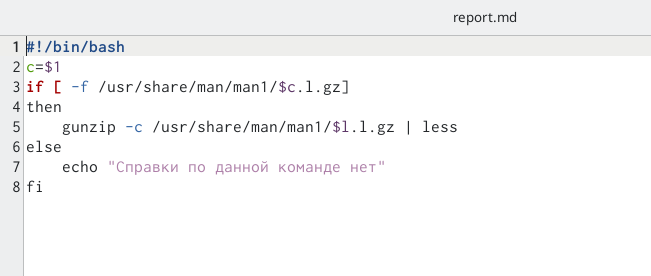 report.md
1 #!/bin/bash
2 c=$1
3 if [ -f /usr/share/man/man1/$c.l.gz]
4 then
5     gunzip -c /usr/share/man/man1/$l.l.gz | less
6 else
7     echo "Справки по данной команде нет"
8 fi